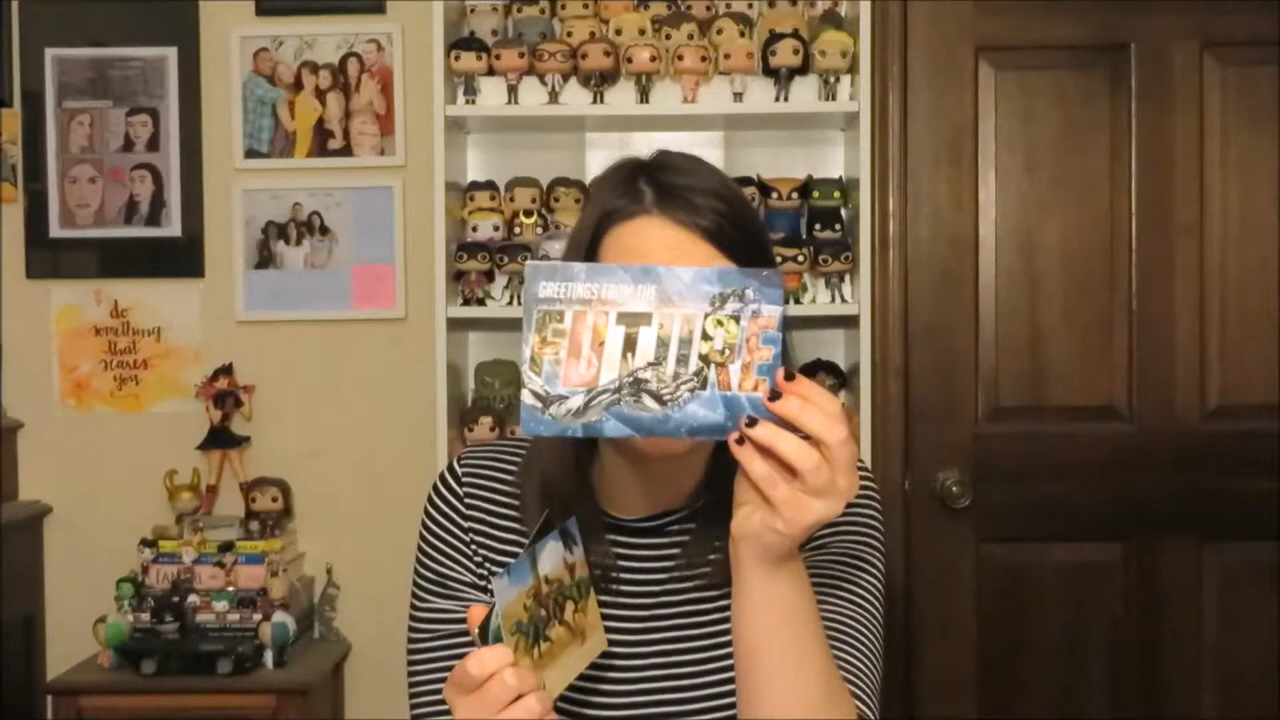 GREETINGS FROM THE
FUTURE
do
something
that
scares
you